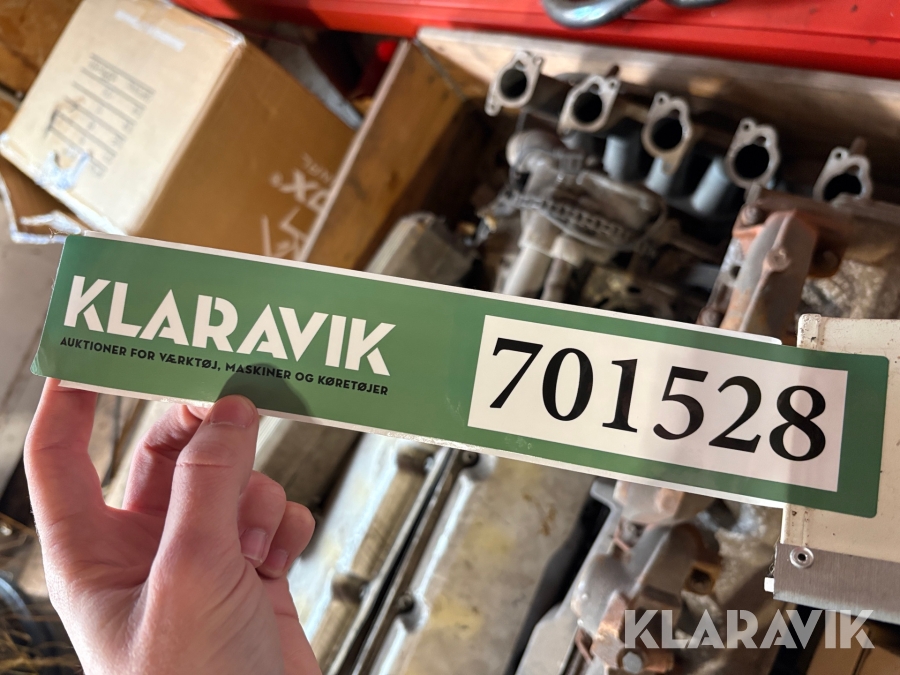 KLARAVIK
AUKTIONER FOR VÆRKTØJ, MASKINER OG KØRETØJER
701528
KLARAVIK